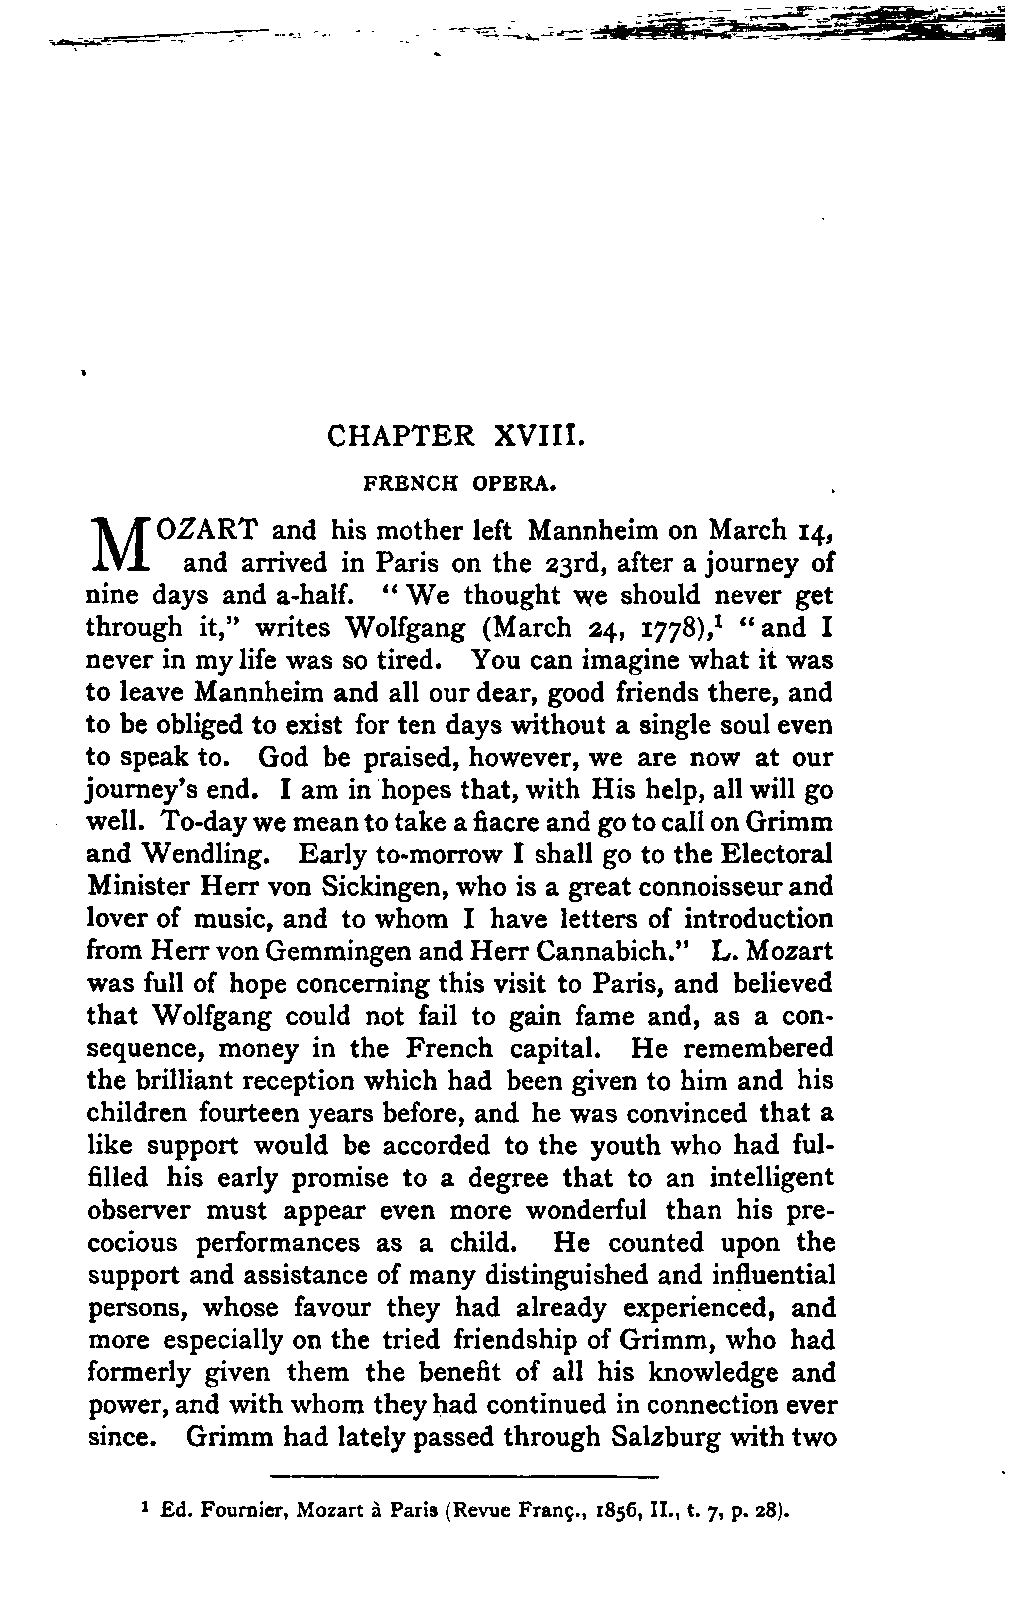 CHAPTER XVIII.
FRENCH OPERA.
MOZART and his mother left Mannheim on March 14,
and arrived in Paris on the 23rd, after a journey of
nine days and a-half. “We thought we should never get
through it,” writes Wolfgang (March 24, 1778),¹ “and I
never in my life was so tired. You can imagine what it was
to leave Mannheim and all our dear, good friends there, and
to be obliged to exist for ten days without a single soul even
to speak to. God be praised, however, we are now at our
journey's end. I am in hopes that, with His help, all will go
well. To-day we mean to take a fiacre and go to call on Grimm
and Wendling. Early to-morrow I shall go to the Electoral
Minister Herr von Sickingen, who is a great connoisseur and
lover of music, and to whom I have letters of introduction
from Herr von Gemmingen and Herr Cannabich.” L. Mozart
was full of hope concerning this visit to Paris, and believed
that Wolfgang could not fail to gain fame and, as a con-
sequence, money in the French capital. He remembered
the brilliant reception which had been given to him and his
children fourteen years before, and he was convinced that a
like support would be accorded to the youth who had ful-
filled his early promise to a degree that to an intelligent
observer must appear even more wonderful than his pre-
cocious performances as a child. He counted upon the
support and assistance of many distinguished and influential
persons, whose favour they had already experienced, and
more especially on the tried friendship of Grimm, who had
formerly given them the benefit of all his knowledge and
power, and with whom they had continued in connection ever
since. Grimm had lately passed through Salzburg with two
¹ Ed. Fournier, Mozart à Paris (Revue Franç., 1856, II., t. 7, p. 28).